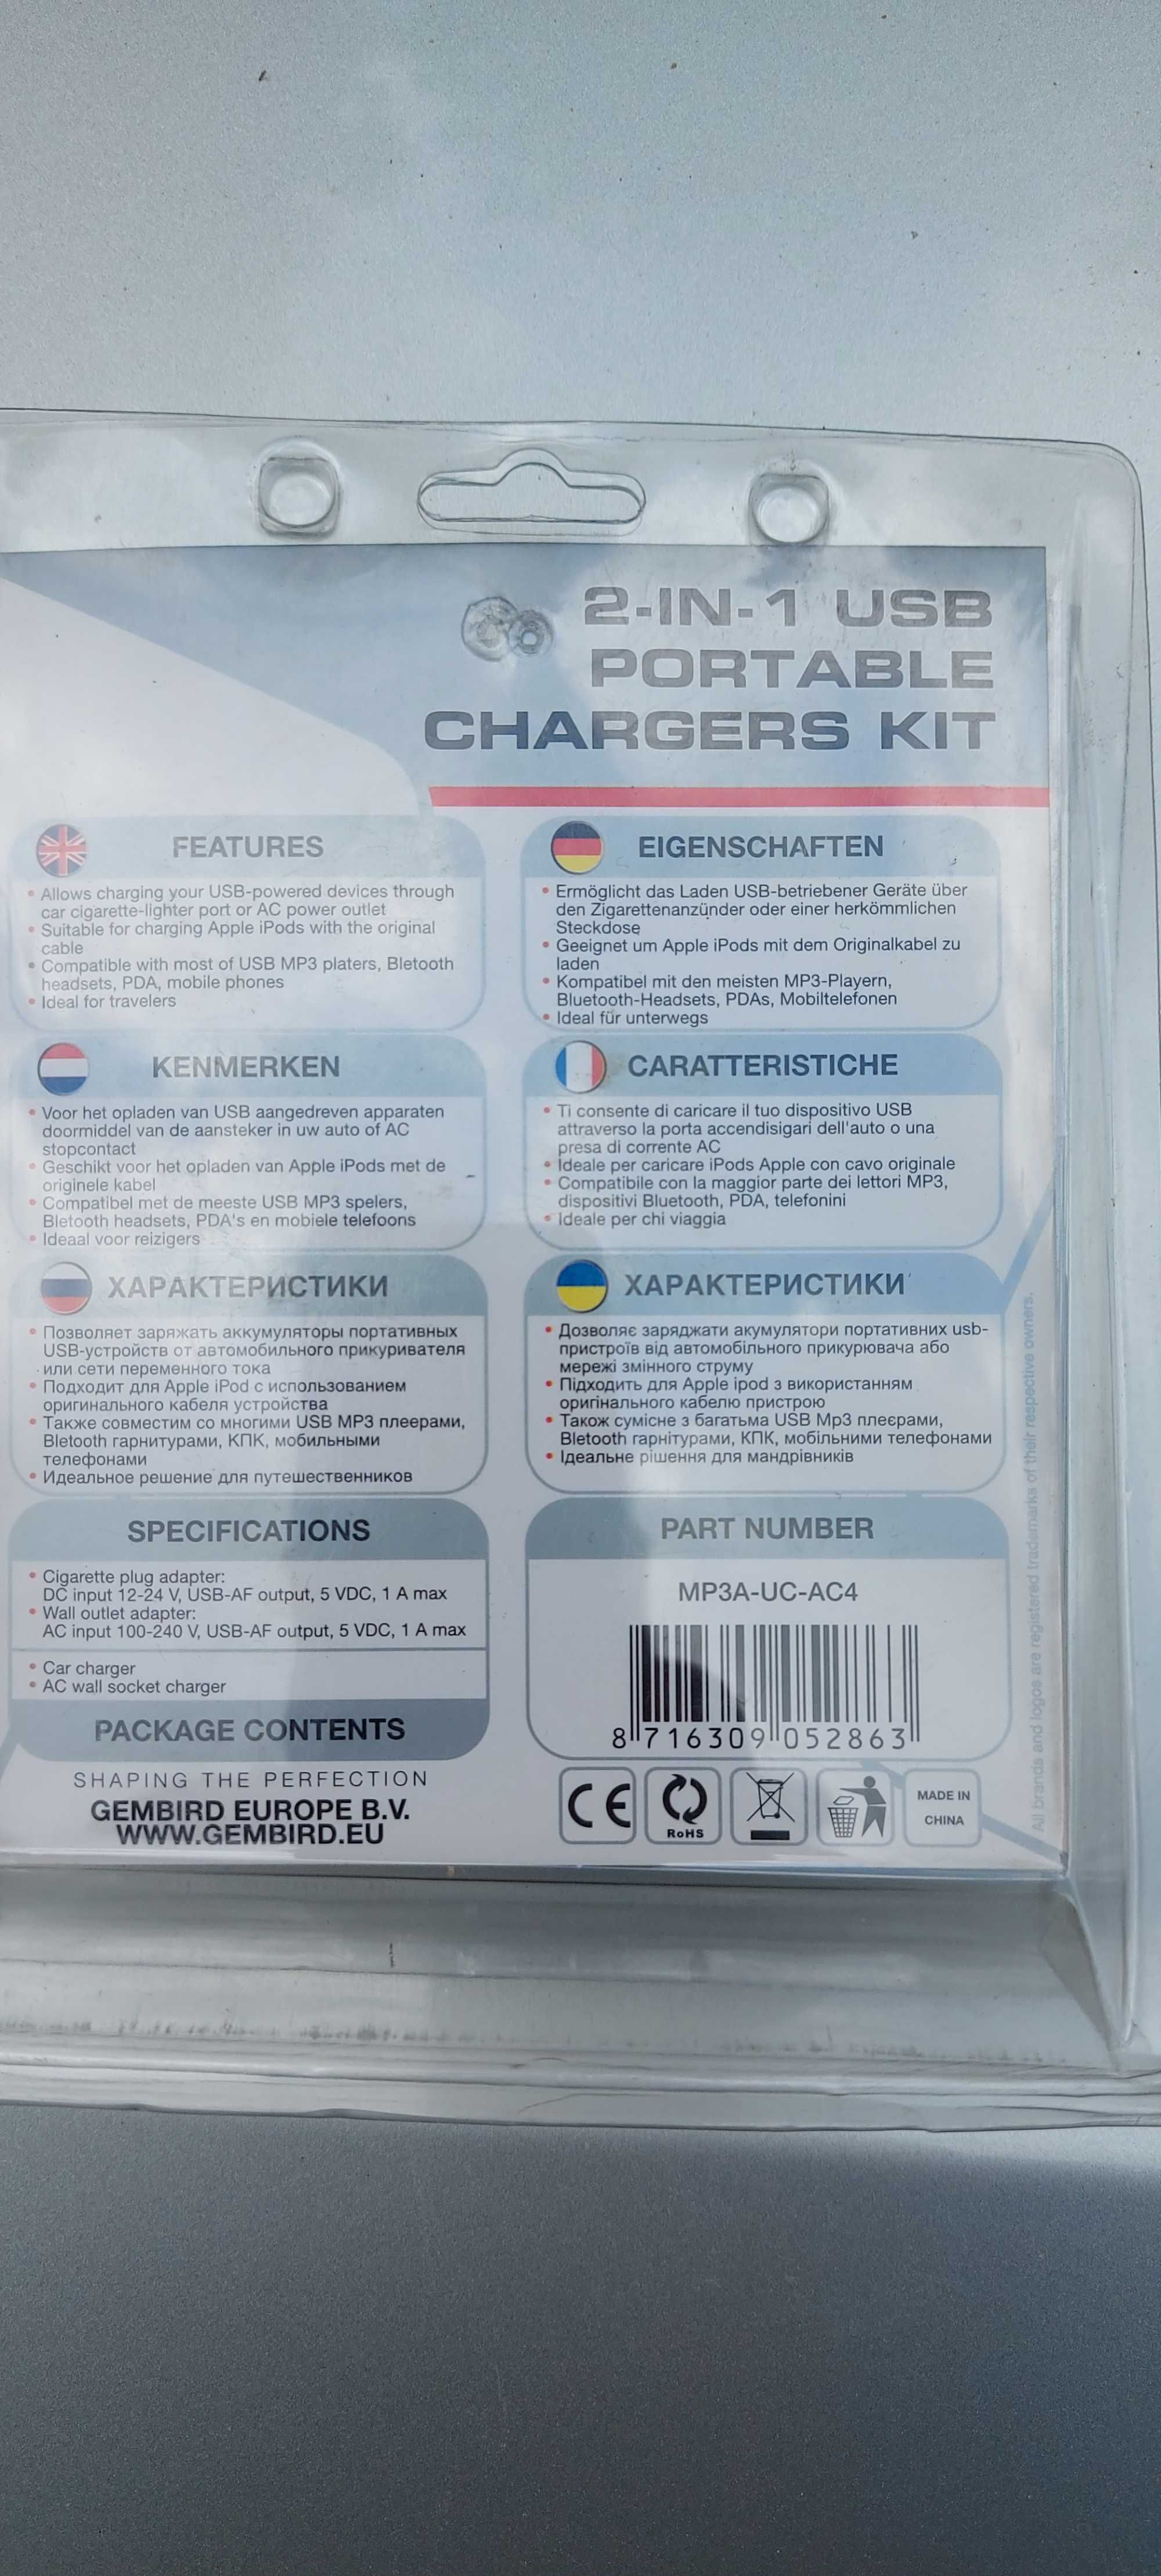 2-IN-1 USB
PORTABLE
CHARGERS KIT
FEATURES
• Allows charging your USB-powered devices through
car cigarette-lighter port or AC power outlet
• Suitable for charging Apple iPods with the original
cable
• Compatible with most of USB MP3 platers, Bletooth
headsets, PDA, mobile phones
• Ideal for travelers
EIGENSCHAFTEN
• Ermöglicht das Laden USB-betriebener Geräte über
den Zigarettenanzünder oder einer herkömmlichen
Steckdose
• Geeignet um Apple iPods mit dem Originalkabel zu
laden
• Kompatibel mit den meisten MP3-Playern,
Bluetooth-Headsets, PDAs, Mobiltelefonen
• Ideal für unterwegs
KENMERKEN
• Voor het opladen van USB aangedreven apparaten
doormiddel van de aansteker in uw auto of AC
stopcontact
• Geschikt voor het opladen van Apple iPods met de
originele kabel
• Compatibel met de meeste USB MP3 spelers,
Bletooth headsets, PDA's en mobiele telefoons
• Ideaal voor reizigers
CARATTERISTICHE
• Ti consente di caricare il tuo dispositivo USB
attraverso la porta accendisigari dell'auto o una
presa di corrente AC
• Ideale per caricare iPods Apple con cavo originale
• Compatibile con la maggior parte dei lettori MP3,
dispositivi Bluetooth, PDA, telefonini
• Ideale per chi viaggia
ХАРАКТЕРИСТИКИ
• Позволяет заряжать аккумуляторы портативных
USB-устройств от автомобильного прикуривателя
или сети переменного тока
• Подходит для Apple iPod с использованием
оригинального кабеля устройства
• Также совместим со многими USB MP3 плеерами,
Bletooth гарнитурами, КПК, мобильными
телефонами
• Идеальное решение для путешественников
ХАРАКТЕРИСТИКИ
• Дозволяє заряджати акумулятори портативних usb-
пристроїв від автомобільного прикурювача або
мережі змінного струму
• Підходить для Apple ipod з використанням
оригінального кабелю пристрою
• Також сумісне з багатьма USB Mp3 плеєрами,
Bletooth гарнітурами, КПК, мобільними телефонами
• Ідеальне рішення для мандрівників
SPECIFICATIONS
• Cigarette plug adapter:
DC input 12-24 V, USB-AF output, 5 VDC, 1 A max
• Wall outlet adapter:
AC input 100-240 V, USB-AF output, 5 VDC, 1 A max
• Car charger
• AC wall socket charger
PACKAGE CONTENTS
PART NUMBER
MP3A-UC-AC4
8 716309 052863
SHAPING THE PERFECTION
GEMBIRD EUROPE B.V.
WWW.GEMBIRD.EU
CE
RoHS
MADE IN
CHINA
All brands and logos are registered trademarks of their respective owners.